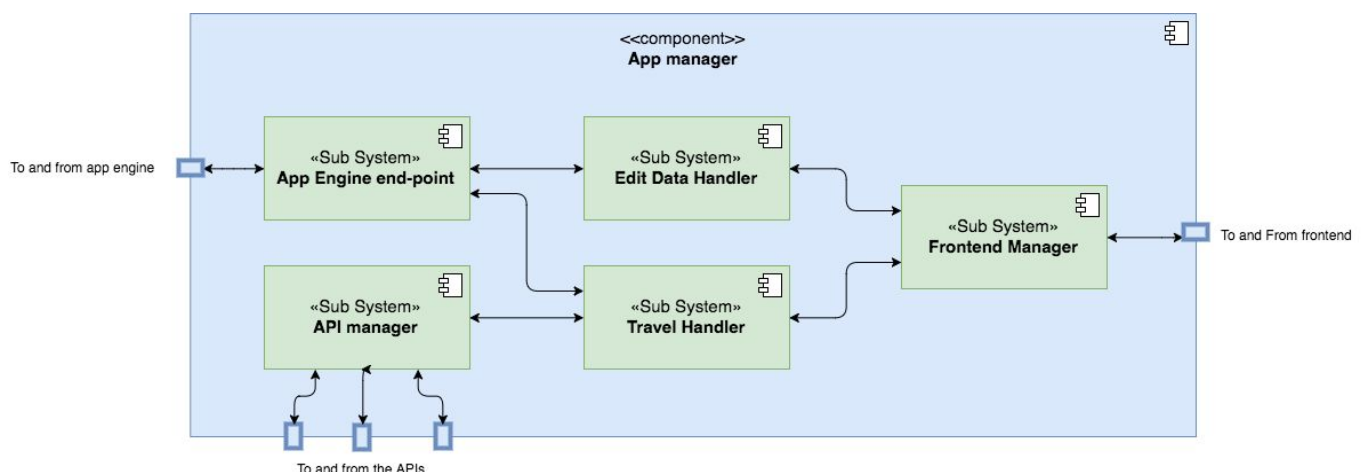 <<component>>
App manager
To and from app engine
«Sub System»
App Engine end-point
«Sub System»
Edit Data Handler
«Sub System»
Frontend Manager
To and From frontend
«Sub System»
API manager
«Sub System»
Travel Handler
To and from the APIs